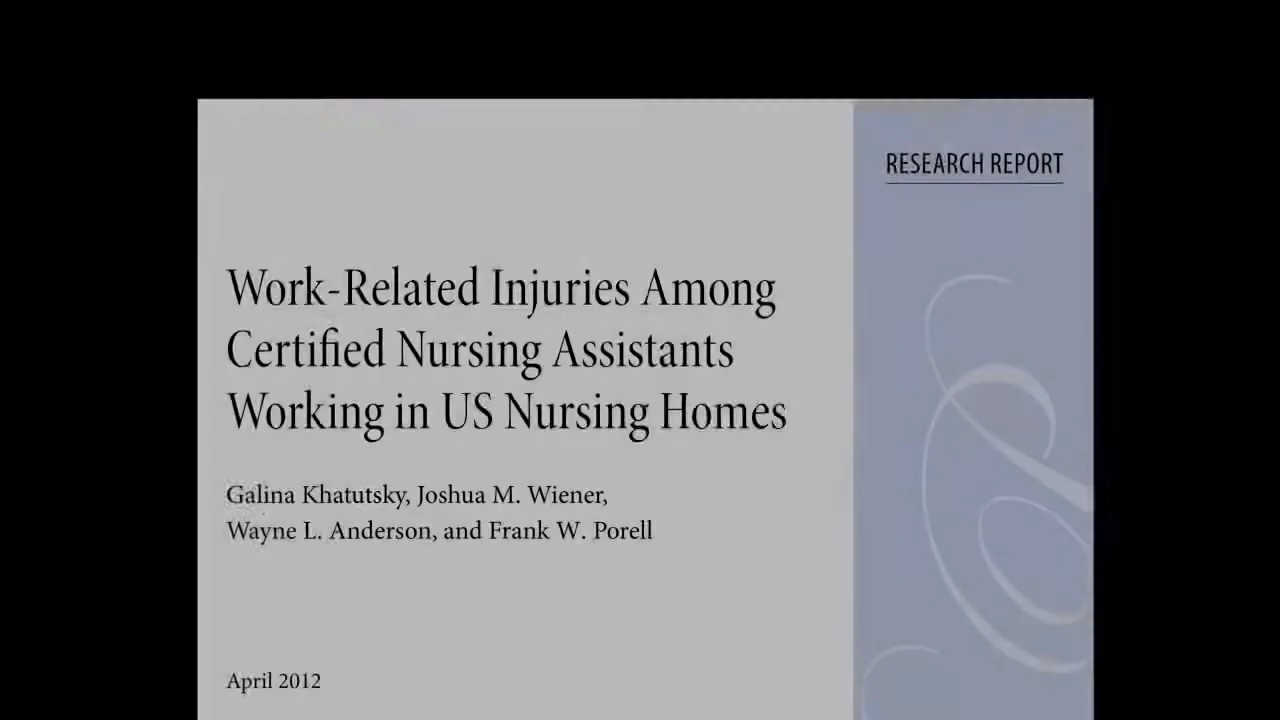 RESEARCH REPORT
Work-Related Injuries Among
Certified Nursing Assistants
Working in US Nursing Homes
Galina Khatutsky, Joshua M. Wiener,
Wayne L. Anderson, and Frank W. Porell
April 2012